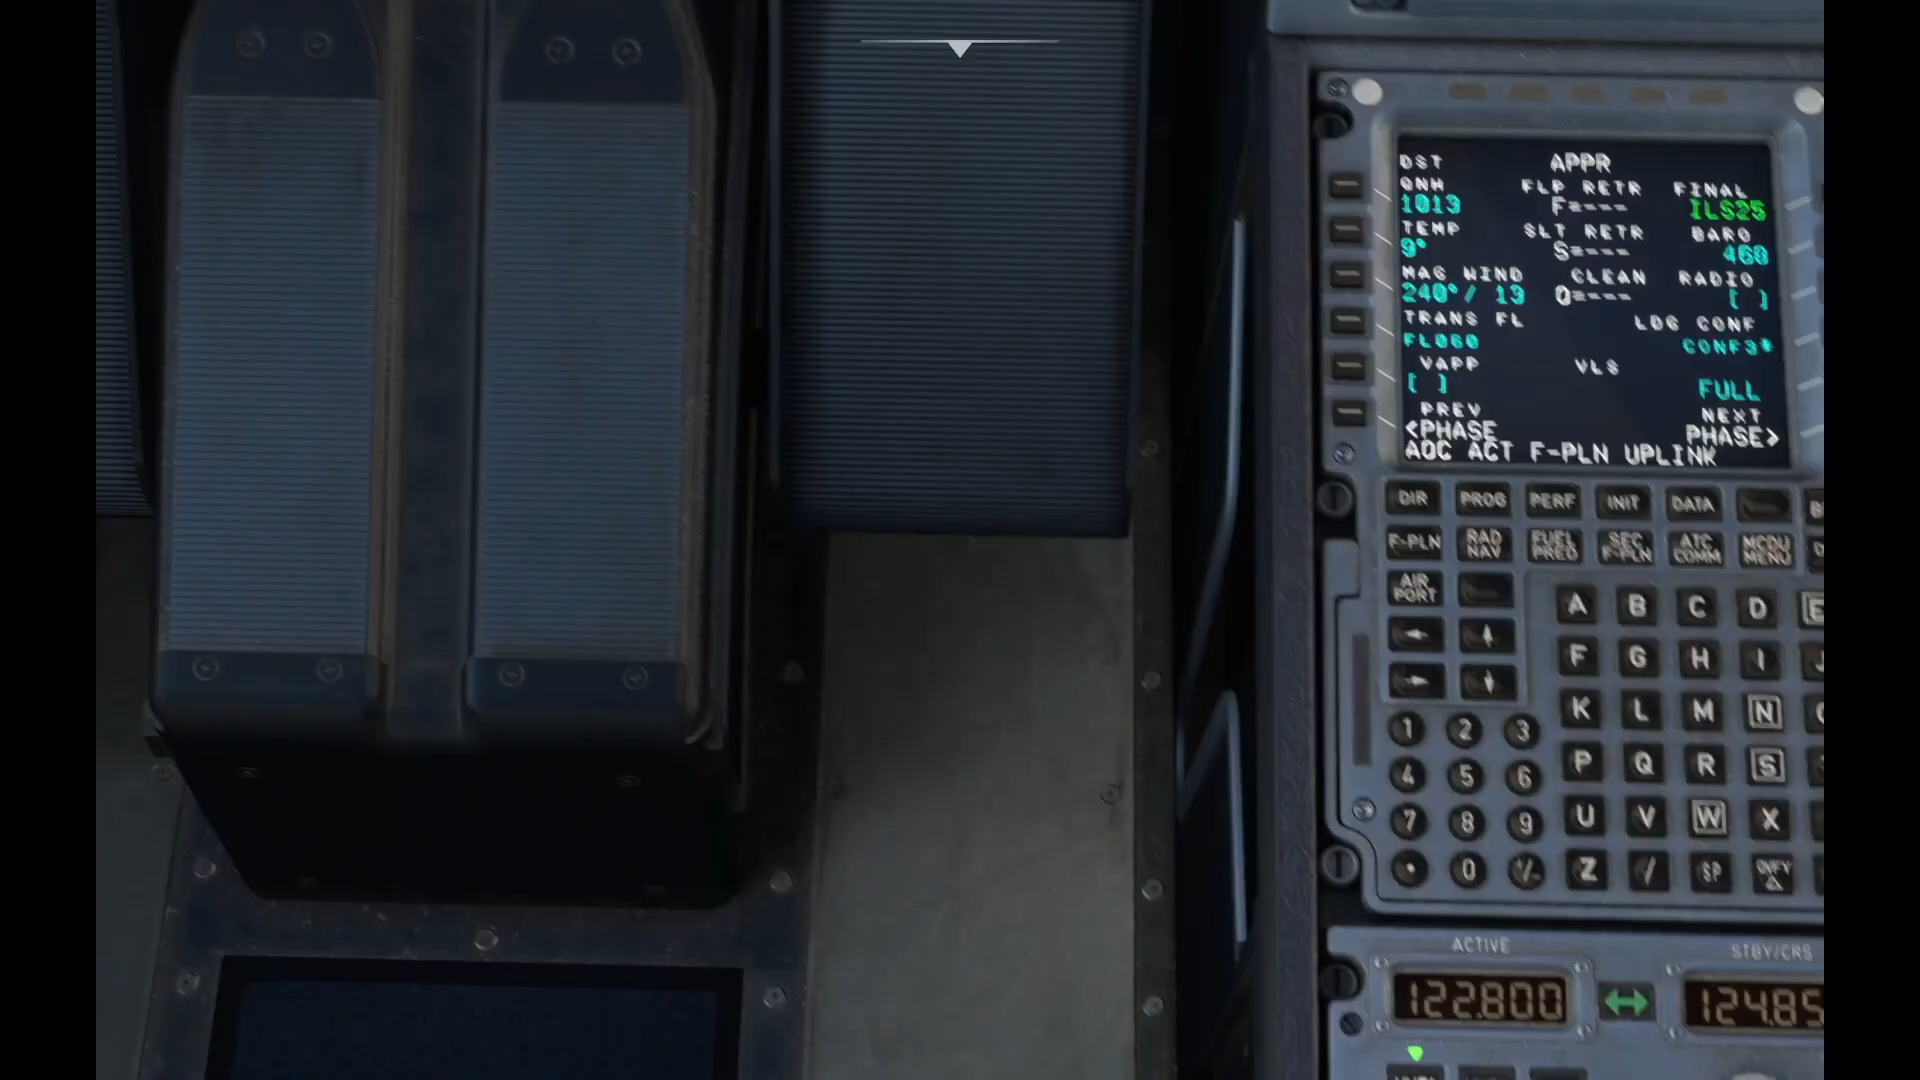 DST APPR
QNH FLP RETR FINAL
1013 F=--- ILS25
TEMP SLT RETR BARO
9° S=--- 460
MAG WIND CLEAN RADIO
240°/ 13 O=--- [ ]
TRANS FL LDG CONF
FL060 CONF3*
VAPP VLS
[ ] FULL
PREV NEXT
<PHASE PHASE>
AOC ACT F-PLN UPLINK
DIR PROG PERF INIT DATA
F-PLN RAD NAV FUEL PRED SEC F-PLN ATC COMM MCDU MENU
AIR PORT
A B C D E
F G H I
1 2 3 K L M N
4 5 6 P Q R S
7 8 9 U V W X
. 0 +/- Z / SP OVFY
ACTIVE STBY/CRS
122.800 124.85